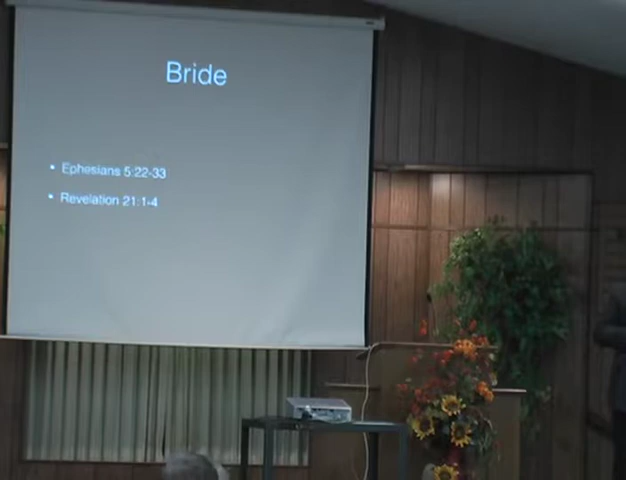 Bride
• Ephesians 5:22-33
• Revelation 21:1-4